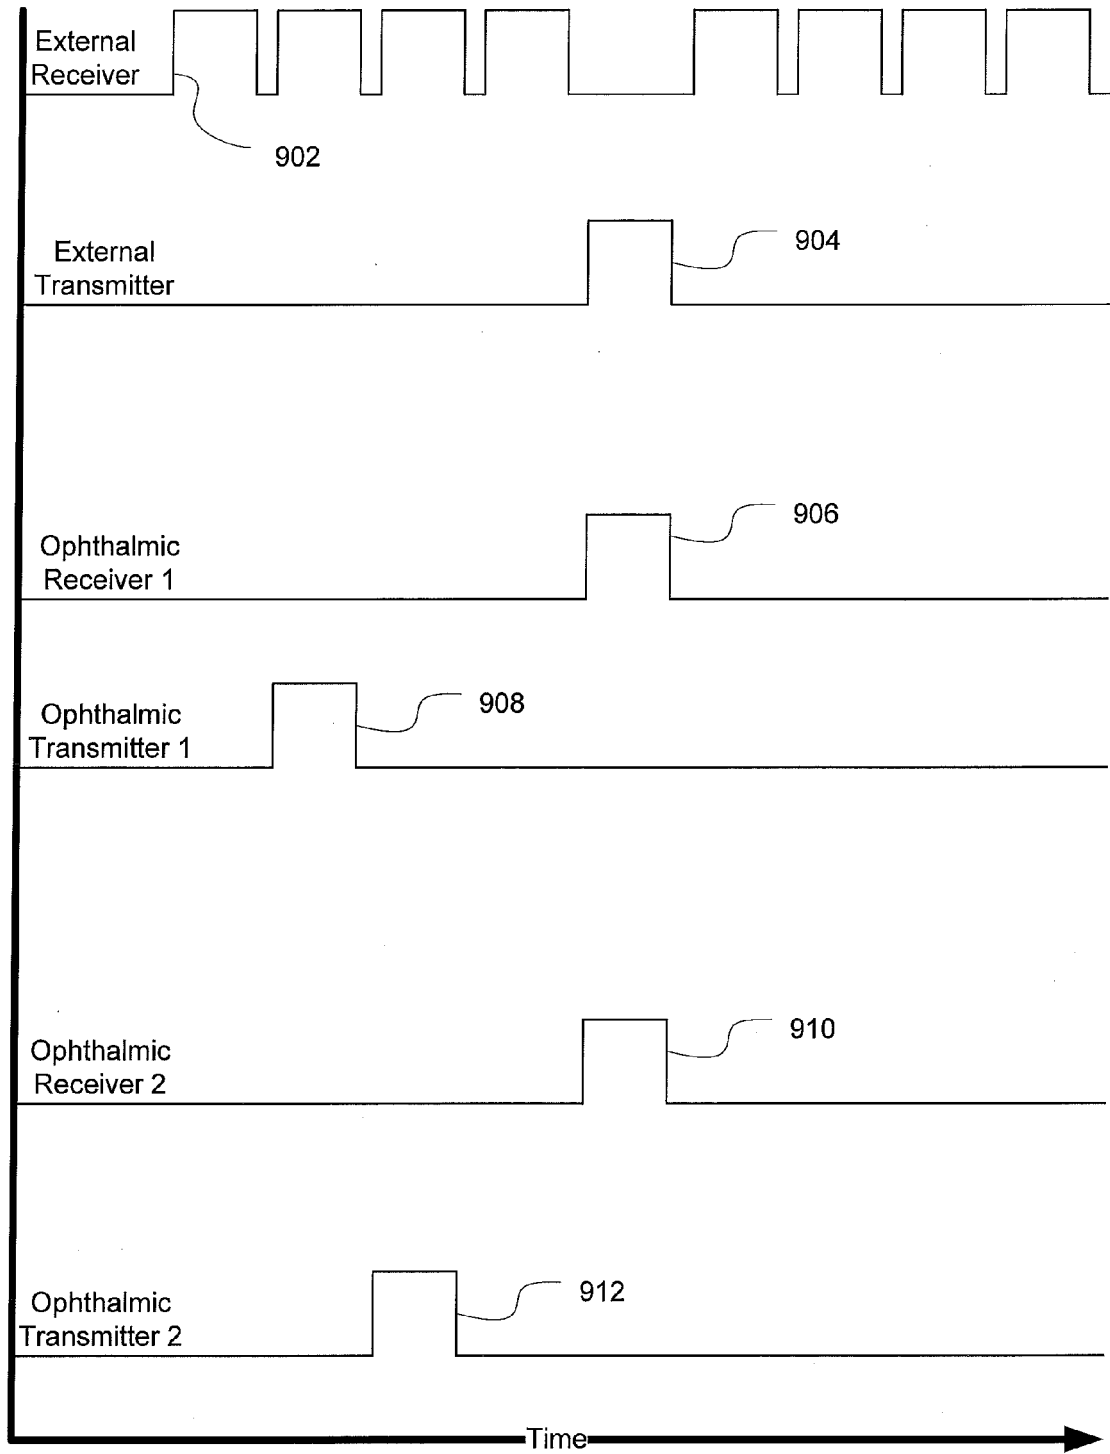 External
Receiver
902
External
Transmitter
904
Ophthalmic
Receiver 1
906
Ophthalmic
Transmitter 1
908
Ophthalmic
Receiver 2
910
Ophthalmic
Transmitter 2
912
Time